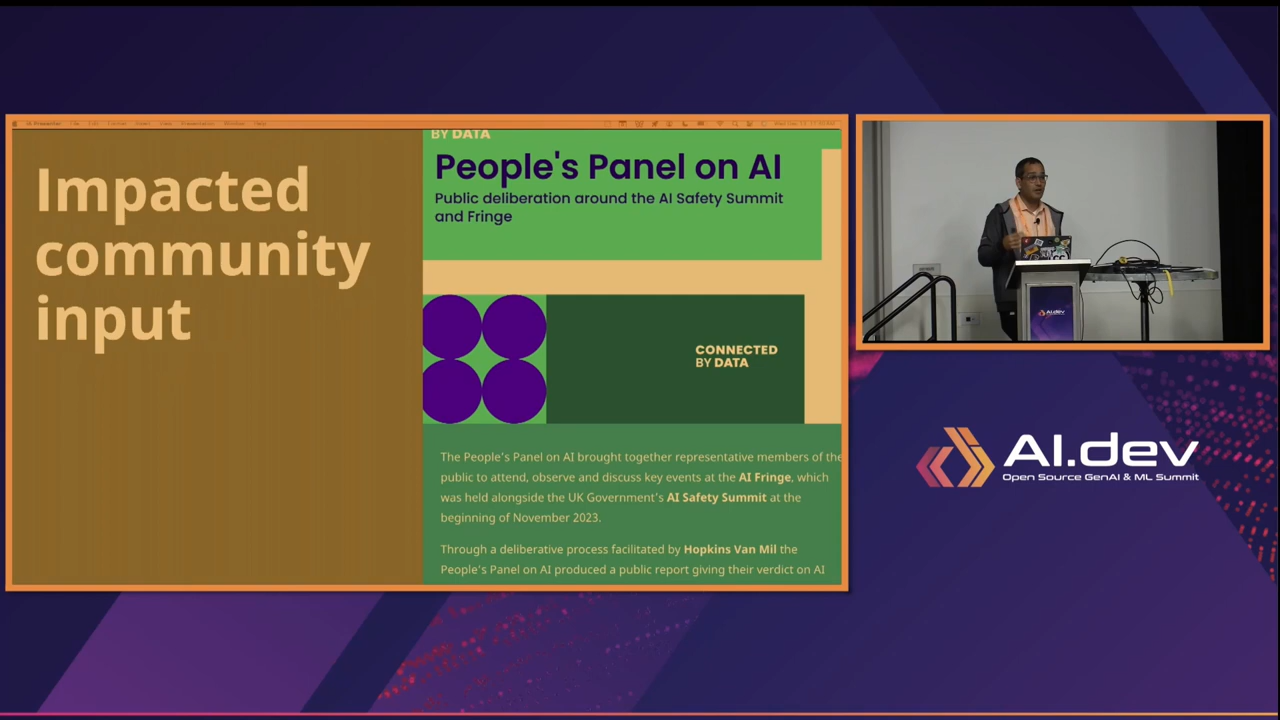 Impacted
community
input
BY DATA
People's Panel on AI
Public deliberation around the AI Safety Summit
and Fringe
CONNECTED
BY DATA
The People's Panel on AI brought together representative members of the
public to attend, observe and discuss key events at the AI Fringe, which
was held alongside the UK Government's AI Safety Summit at the
beginning of November 2023.
Through a deliberative process facilitated by Hopkins Van Mil the
People's Panel on AI produced a public report giving their verdict on AI
AI.dev
AI.dev
Open Source GenAI & ML Summit